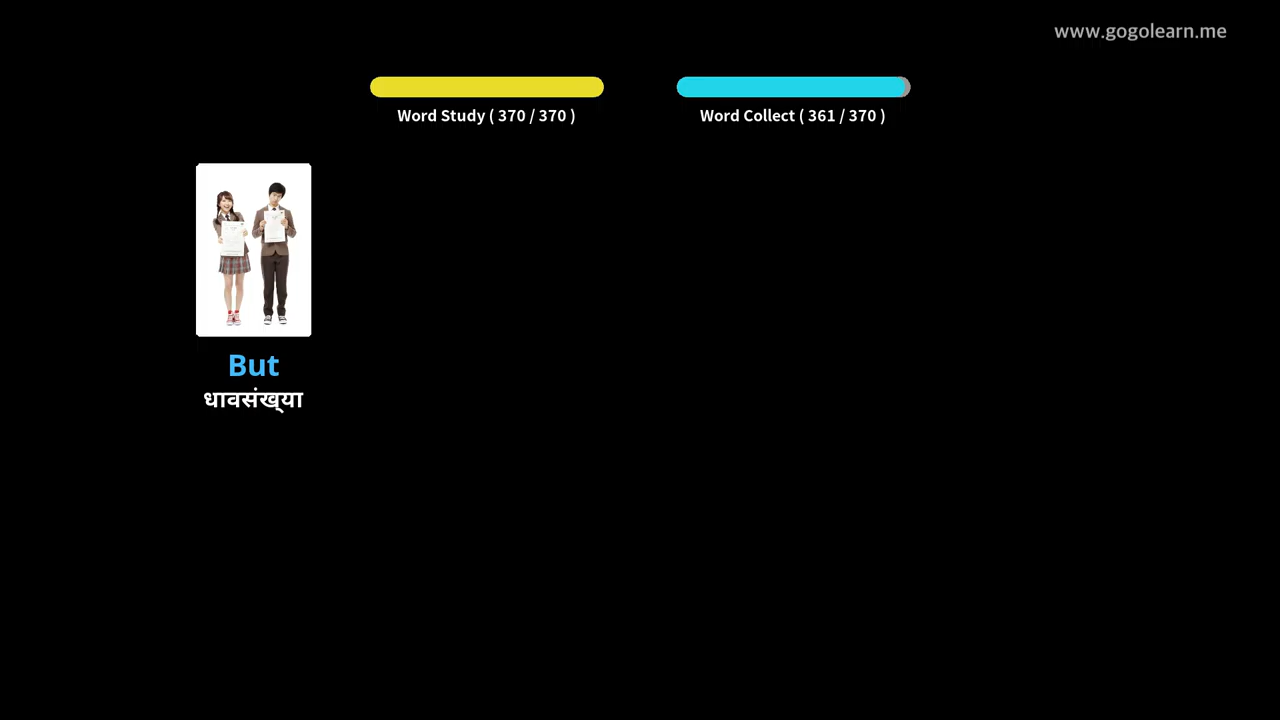 www.gogolearn.me
Word Study ( 370 / 370 )
Word Collect ( 361 / 370 )
But
धावसंख्या